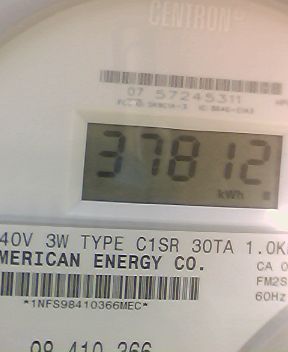 CENTRON
07 57245311
37812
kWh
40V 3W TYPE C1SR 30TA 1.0K
MERICAN ENERGY CO.
CA 0
FM2S
*1NFS98410366MEC*
60Hz
98 410 366